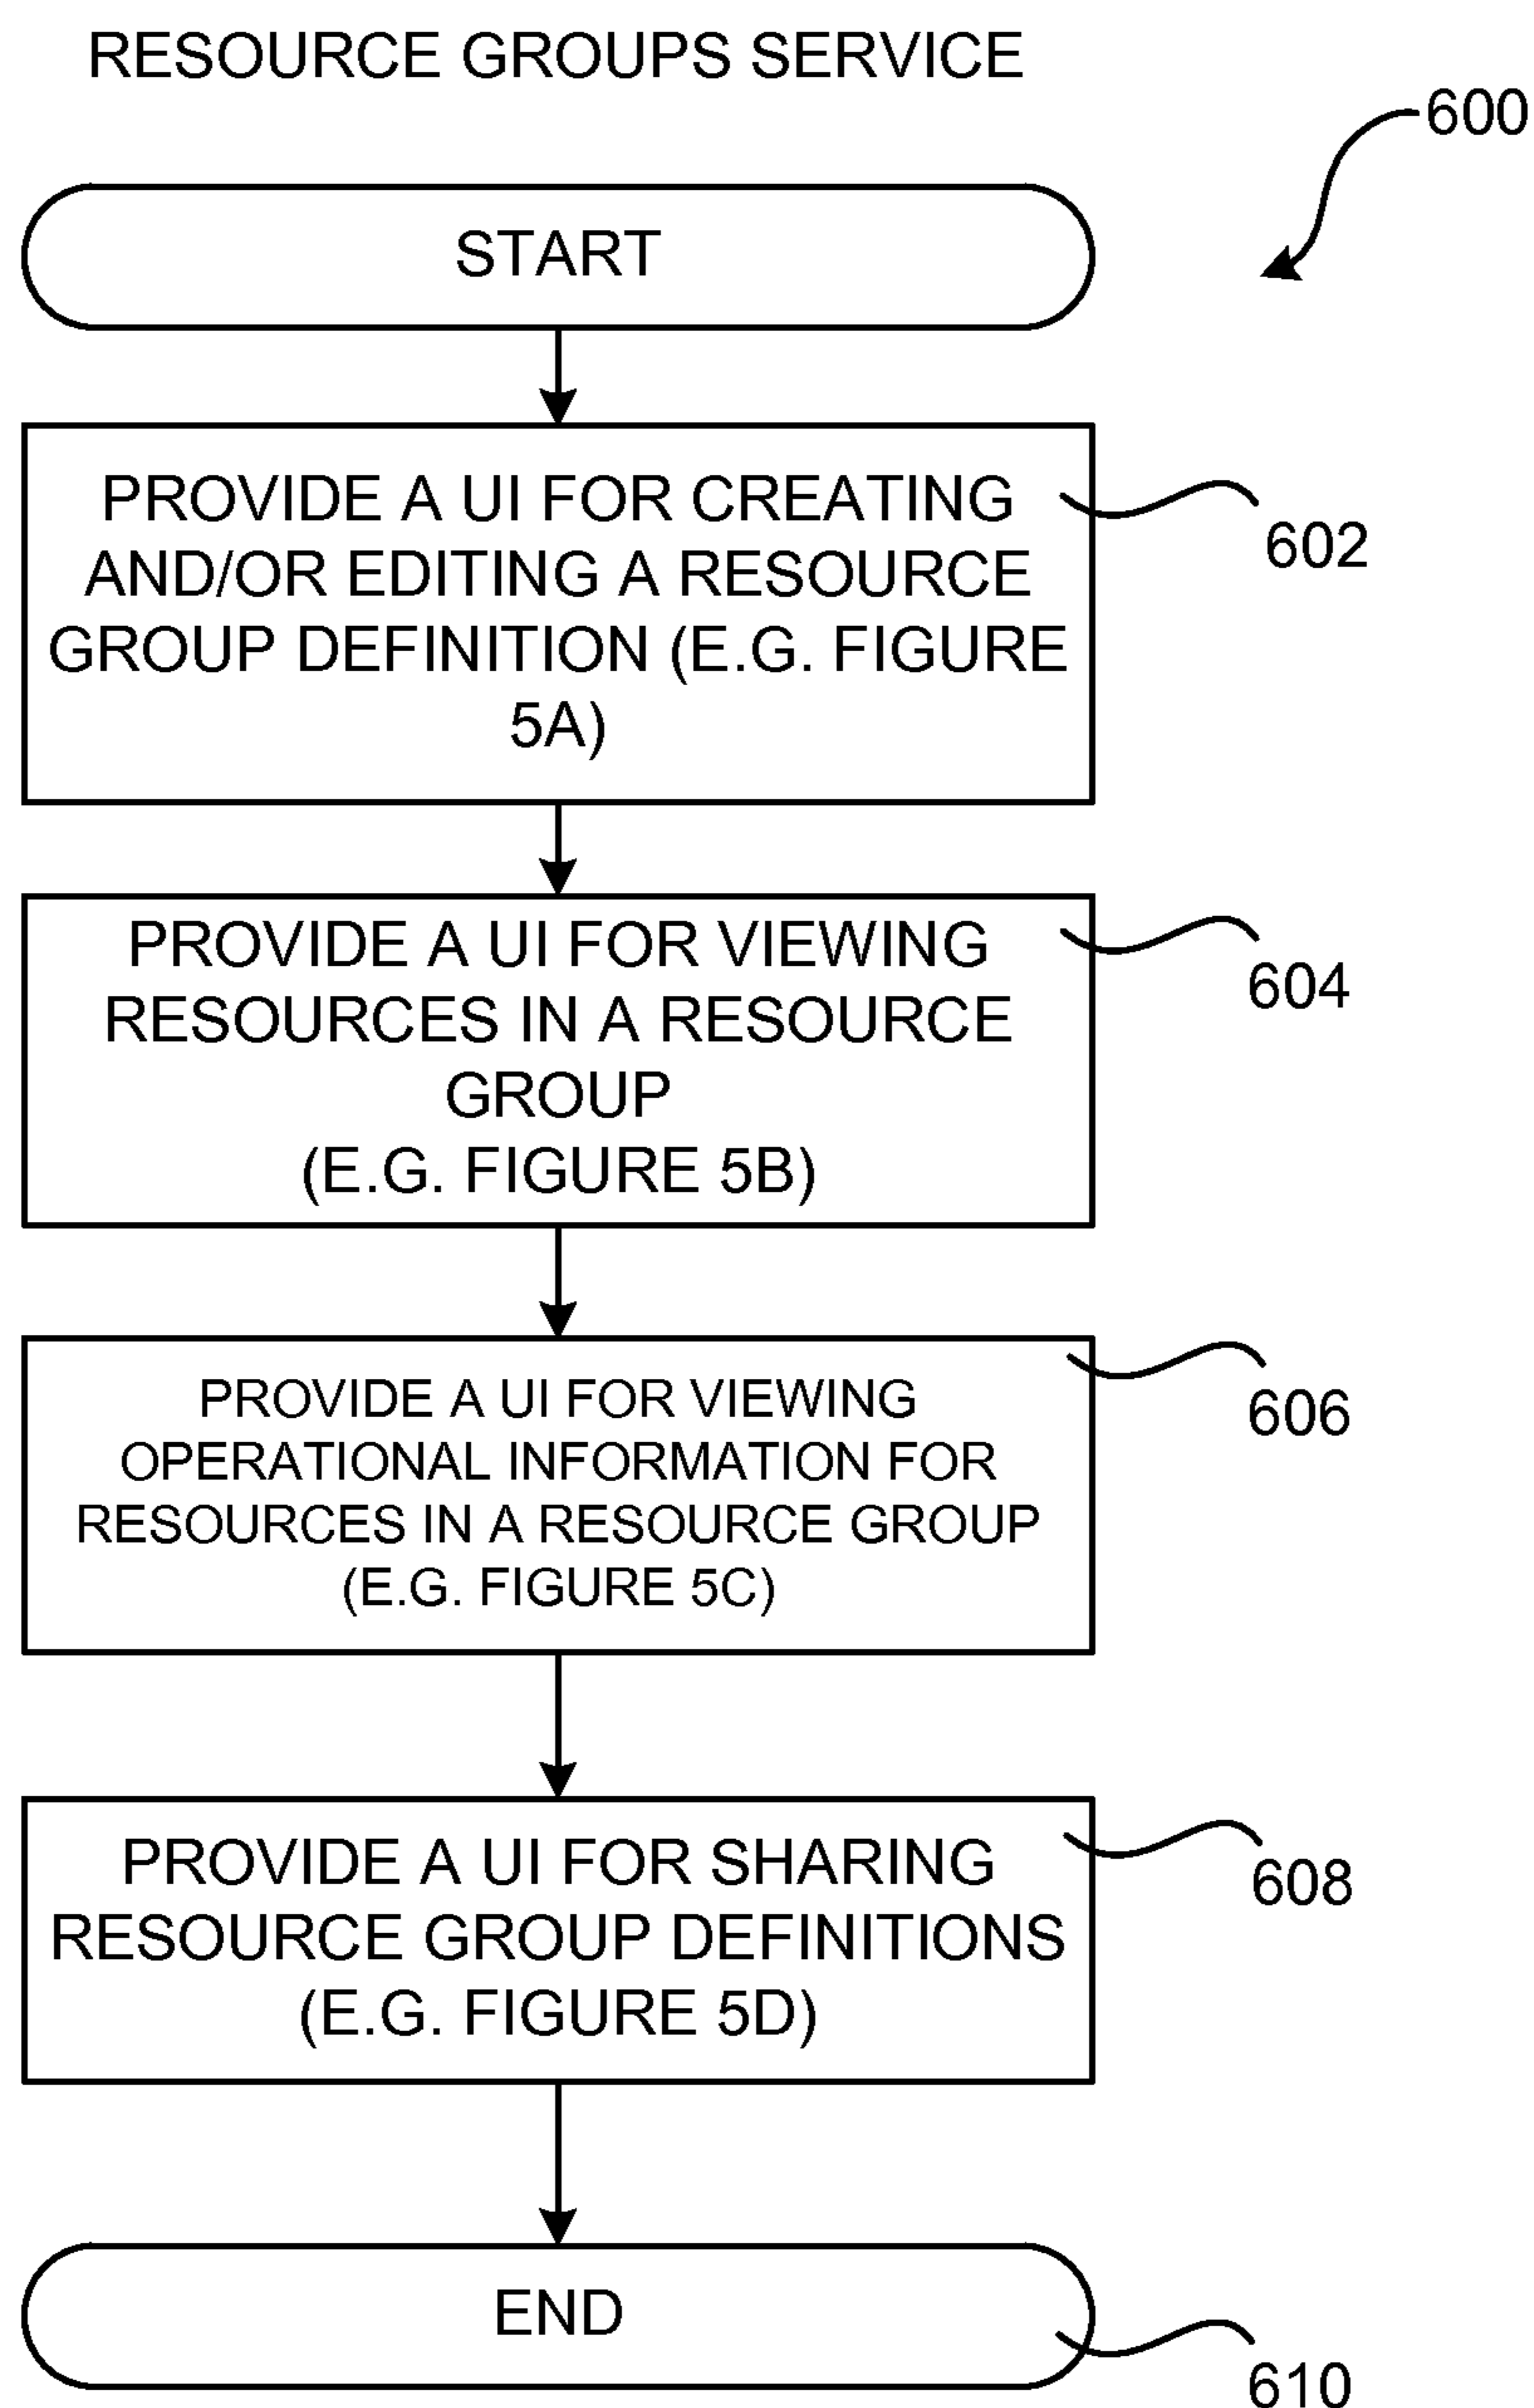 RESOURCE GROUPS SERVICE
600
START
PROVIDE A UI FOR CREATING
AND/OR EDITING A RESOURCE
GROUP DEFINITION (E.G. FIGURE
5A)
602
PROVIDE A UI FOR VIEWING
RESOURCES IN A RESOURCE
GROUP
(E.G. FIGURE 5B)
604
PROVIDE A UI FOR VIEWING
OPERATIONAL INFORMATION FOR
RESOURCES IN A RESOURCE GROUP
(E.G. FIGURE 5C)
606
PROVIDE A UI FOR SHARING
RESOURCE GROUP DEFINITIONS
(E.G. FIGURE 5D)
608
END
610